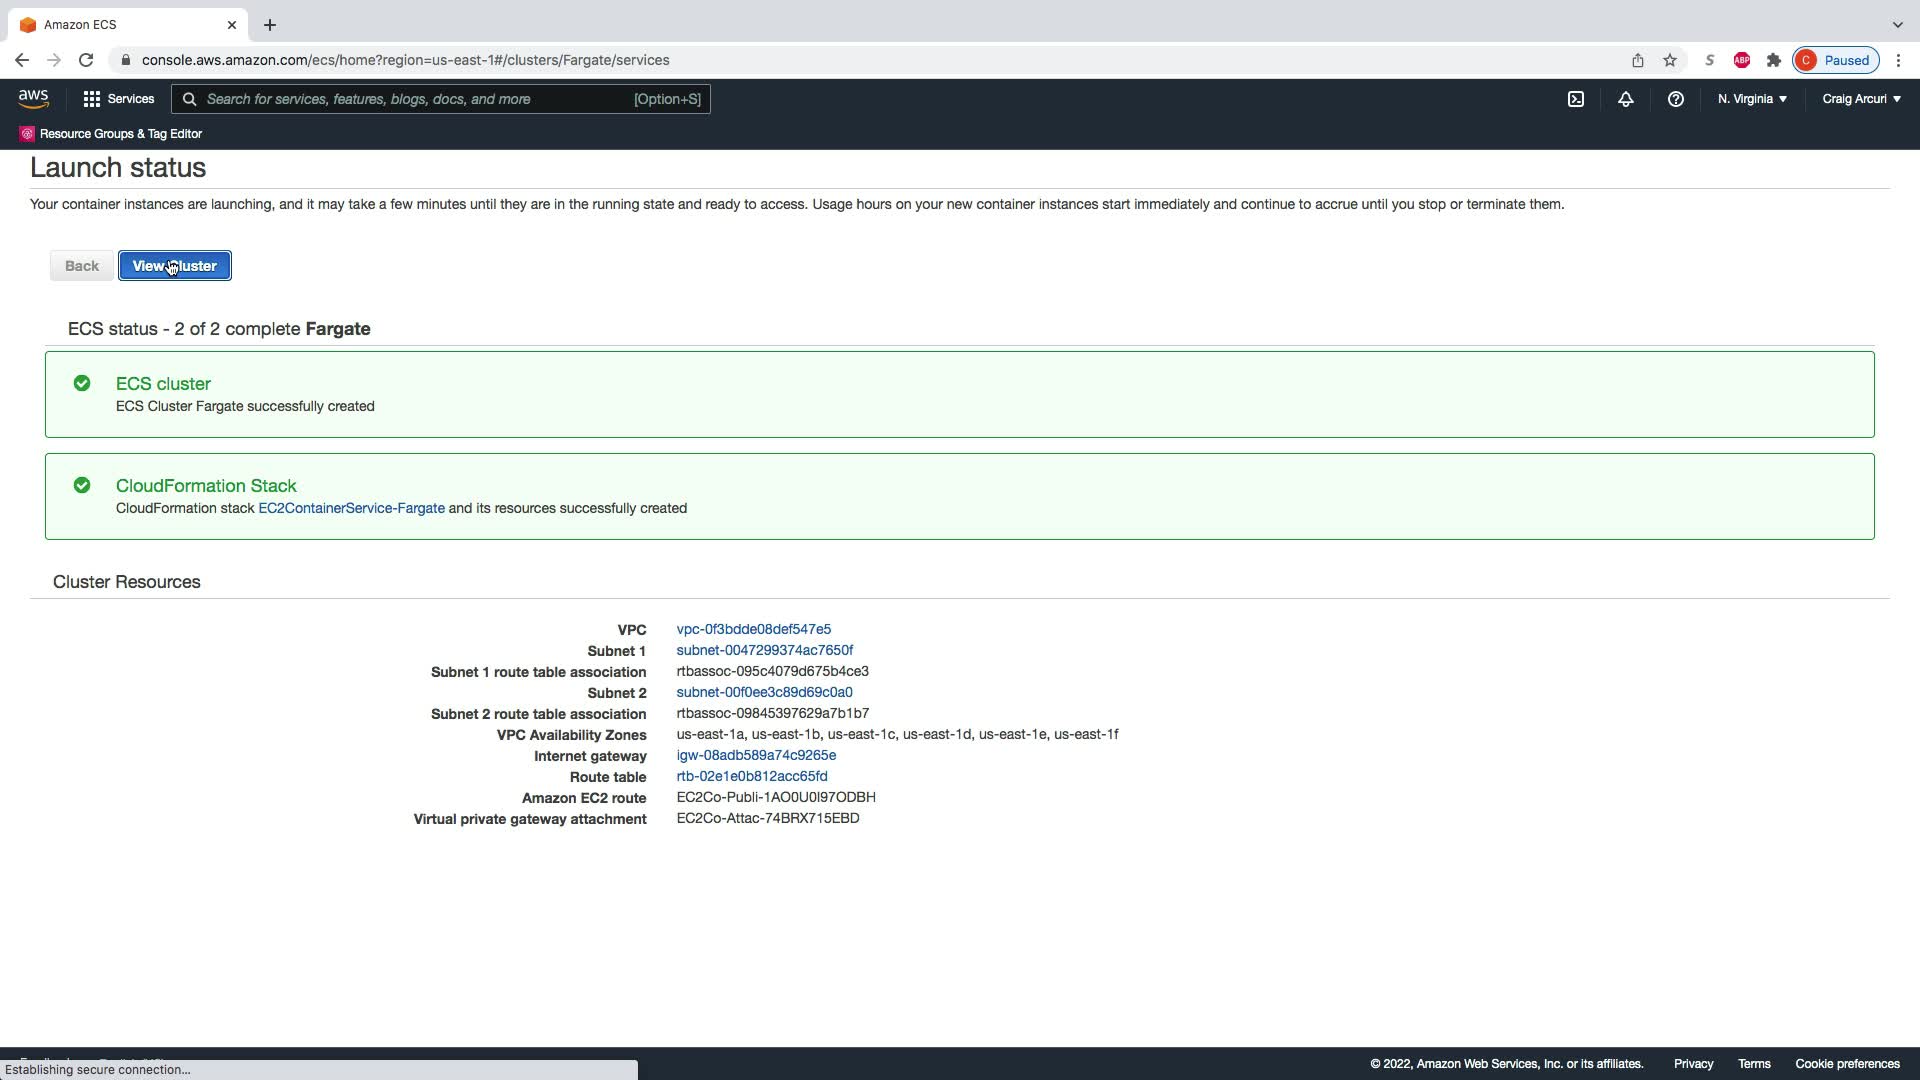 Amazon ECS
console.aws.amazon.com/ecs/home?region=us-east-1#/clusters/Fargate/services
S
ABP
C
Paused
aws
Services
Search for services, features, blogs, docs, and more
[Option+S]
N. Virginia
Craig Arcuri
Resource Groups & Tag Editor
Launch status
Your container instances are launching, and it may take a few minutes until they are in the running state and ready to access. Usage hours on your new container instances start immediately and continue to accrue until you stop or terminate them.
Back
View Cluster
ECS status - 2 of 2 complete Fargate
ECS cluster
ECS Cluster Fargate successfully created
CloudFormation Stack
CloudFormation stack EC2ContainerService-Fargate and its resources successfully created
Cluster Resources
VPC vpc-0f3bdde08def547e5
Subnet 1 subnet-0047299374ac7650f
Subnet 1 route table association rtbassoc-095c4079d675b4ce3
Subnet 2 subnet-00f0ee3c89d69c0a0
Subnet 2 route table association rtbassoc-09845397629a7b1b7
VPC Availability Zones us-east-1a, us-east-1b, us-east-1c, us-east-1d, us-east-1e, us-east-1f
Internet gateway igw-08adb589a74c9265e
Route table rtb-02e1e0b812acc65fd
Amazon EC2 route EC2Co-Publi-1AO0U0I97ODBH
Virtual private gateway attachment EC2Co-Attac-74BRX715EBD
Establishing secure connection...
© 2022, Amazon Web Services, Inc. or its affiliates.
Privacy
Terms
Cookie preferences